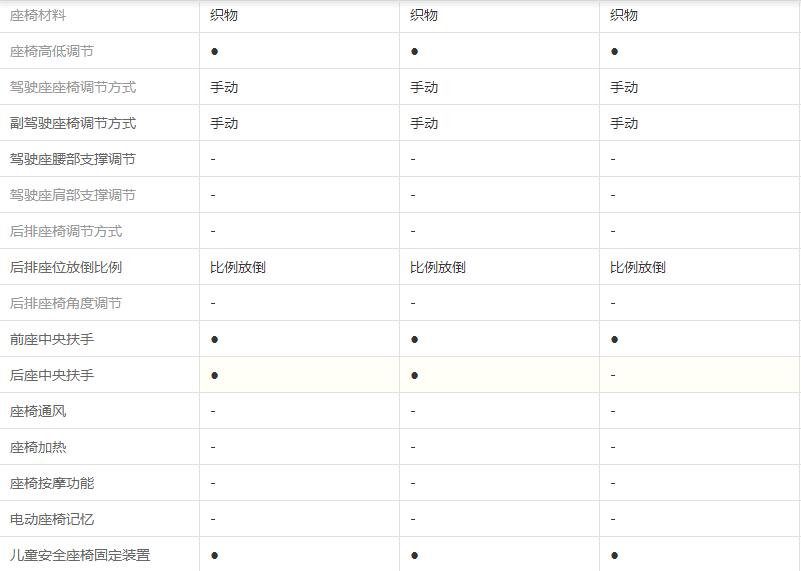 座椅材料 织物 织物 织物
座椅高低调节 ● ● ●
驾驶座座椅调节方式 手动 手动 手动
副驾驶座椅调节方式 手动 手动 手动
驾驶座腰部支撑调节 - - -
驾驶座肩部支撑调节 - - -
后排座椅调节方式 - - -
后排座位放倒比例 比例放倒 比例放倒 比例放倒
后排座椅角度调节 - - -
前座中央扶手 ● ● ●
后座中央扶手 ● ● -
座椅通风 - - -
座椅加热 - - -
座椅按摩功能 - - -
电动座椅记忆 - - -
儿童安全座椅固定装置 ● ● ●